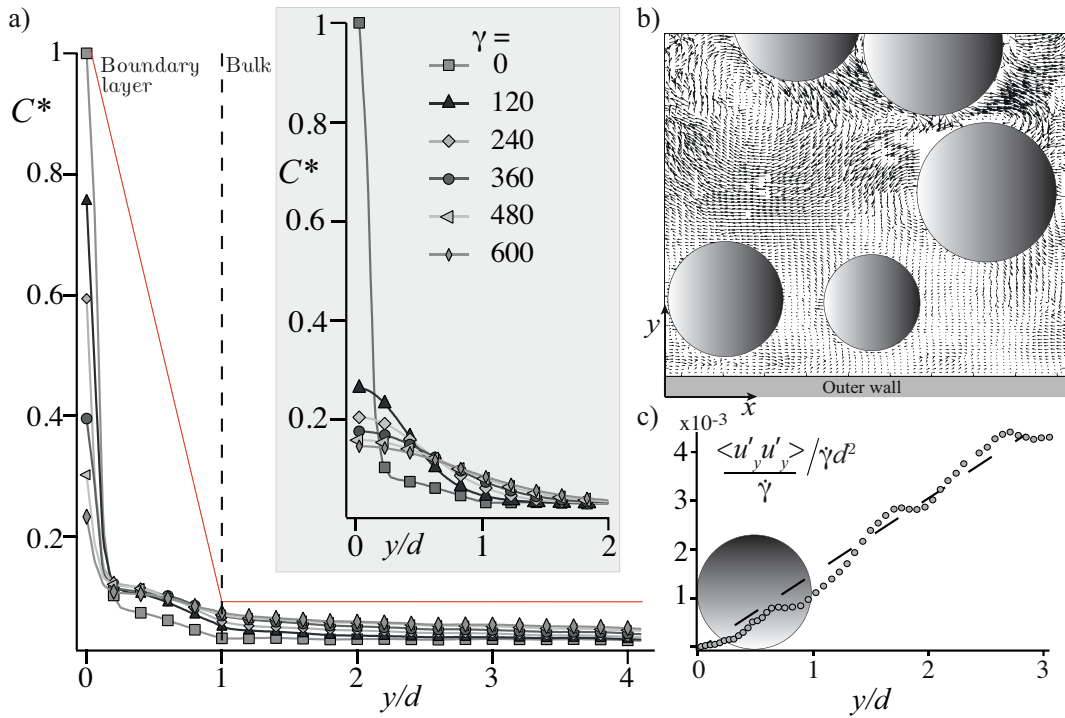 a)
C*
1
0.8
0.6
0.4
0.2
Boundary
layer
Bulk
0
1
2
3
4
y/d
γ =
0
120
240
360
480
600
C*
1
0.8
0.6
0.4
0.2
0
y/d
1
2
b)
y
x
Outer wall
c)
x10⁻³
<u'y u'y>/γ̇d²
γ̇
4
3
2
1
0
0
1
2
3
y/d